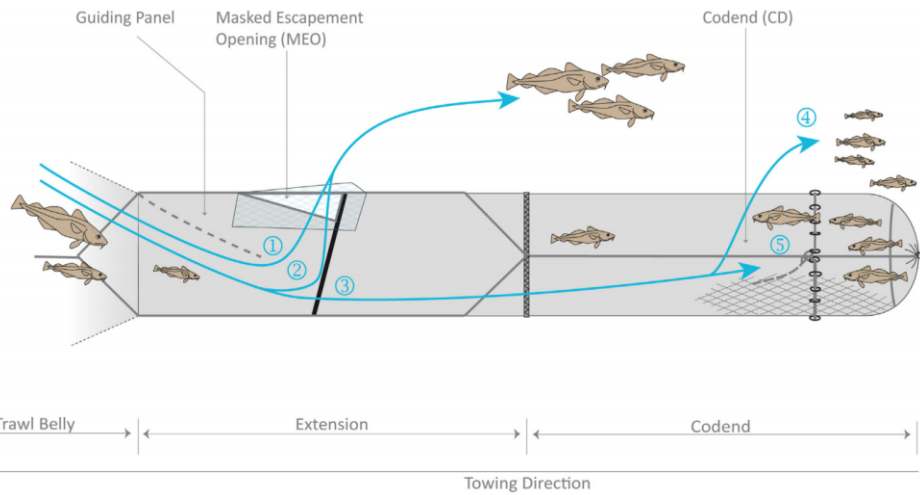 Guiding Panel
Masked Escapement
Opening (MEO)
Codend (CD)
④
①
②
③
⑤
Trawl Belly
Extension
Codend
Towing Direction